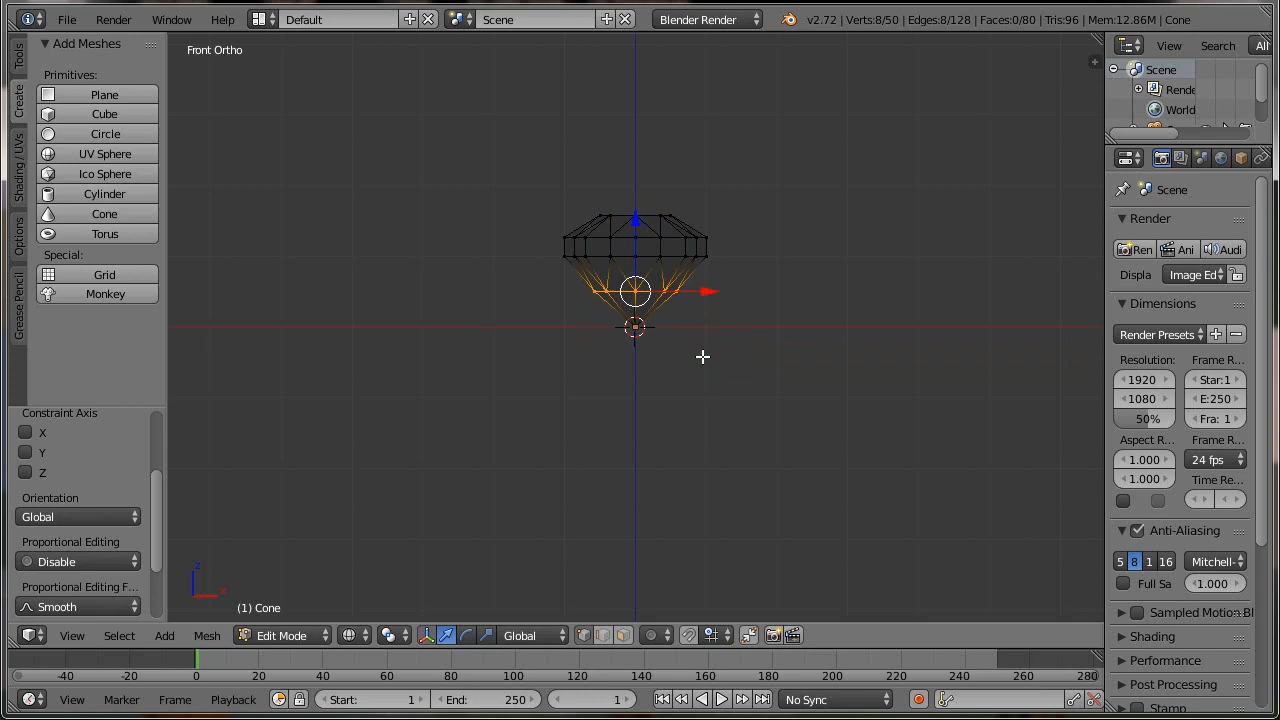 File Render Window Help Default Scene Blender Render v2.72 | Verts:8/50 | Edges:8/128 | Faces:0/80 | Tris:96 | Mem:12.86M | Cone
Tools
Create
Shading / UVs
Options
Grease Pencil
Add Meshes
Primitives:
Plane
Cube
Circle
UV Sphere
Ico Sphere
Cylinder
Cone
Torus
Special:
Grid
Monkey
Constraint Axis
X
Y
Z
Orientation
Global
Proportional Editing
Disable
Proportional Editing F...
Smooth
Front Ortho
z
x
(1) Cone
View Select Add Mesh Edit Mode Global
-40 -20 0 20 40 60 80 100 120 140 160 180 200 220 240 260 280
View Marker Frame Playback Start: 1 End: 250 1 No Sync
View Search All
Scene
Rende
World
Scene
Render
Ren Ani Audi
Displa Image Ed
Dimensions
Render Presets
Resolution: Frame R...
1920 Star:1
1080 E:250
50% Fra: 1
Aspect R... Frame R...
1.000 24 fps
1.000 Time Re...
Anti-Aliasing
5 8 1 16 Mitchell-
Full Sa 1.000
Sampled Motion Bl
Shading
Performance
Post Processing
Stamp